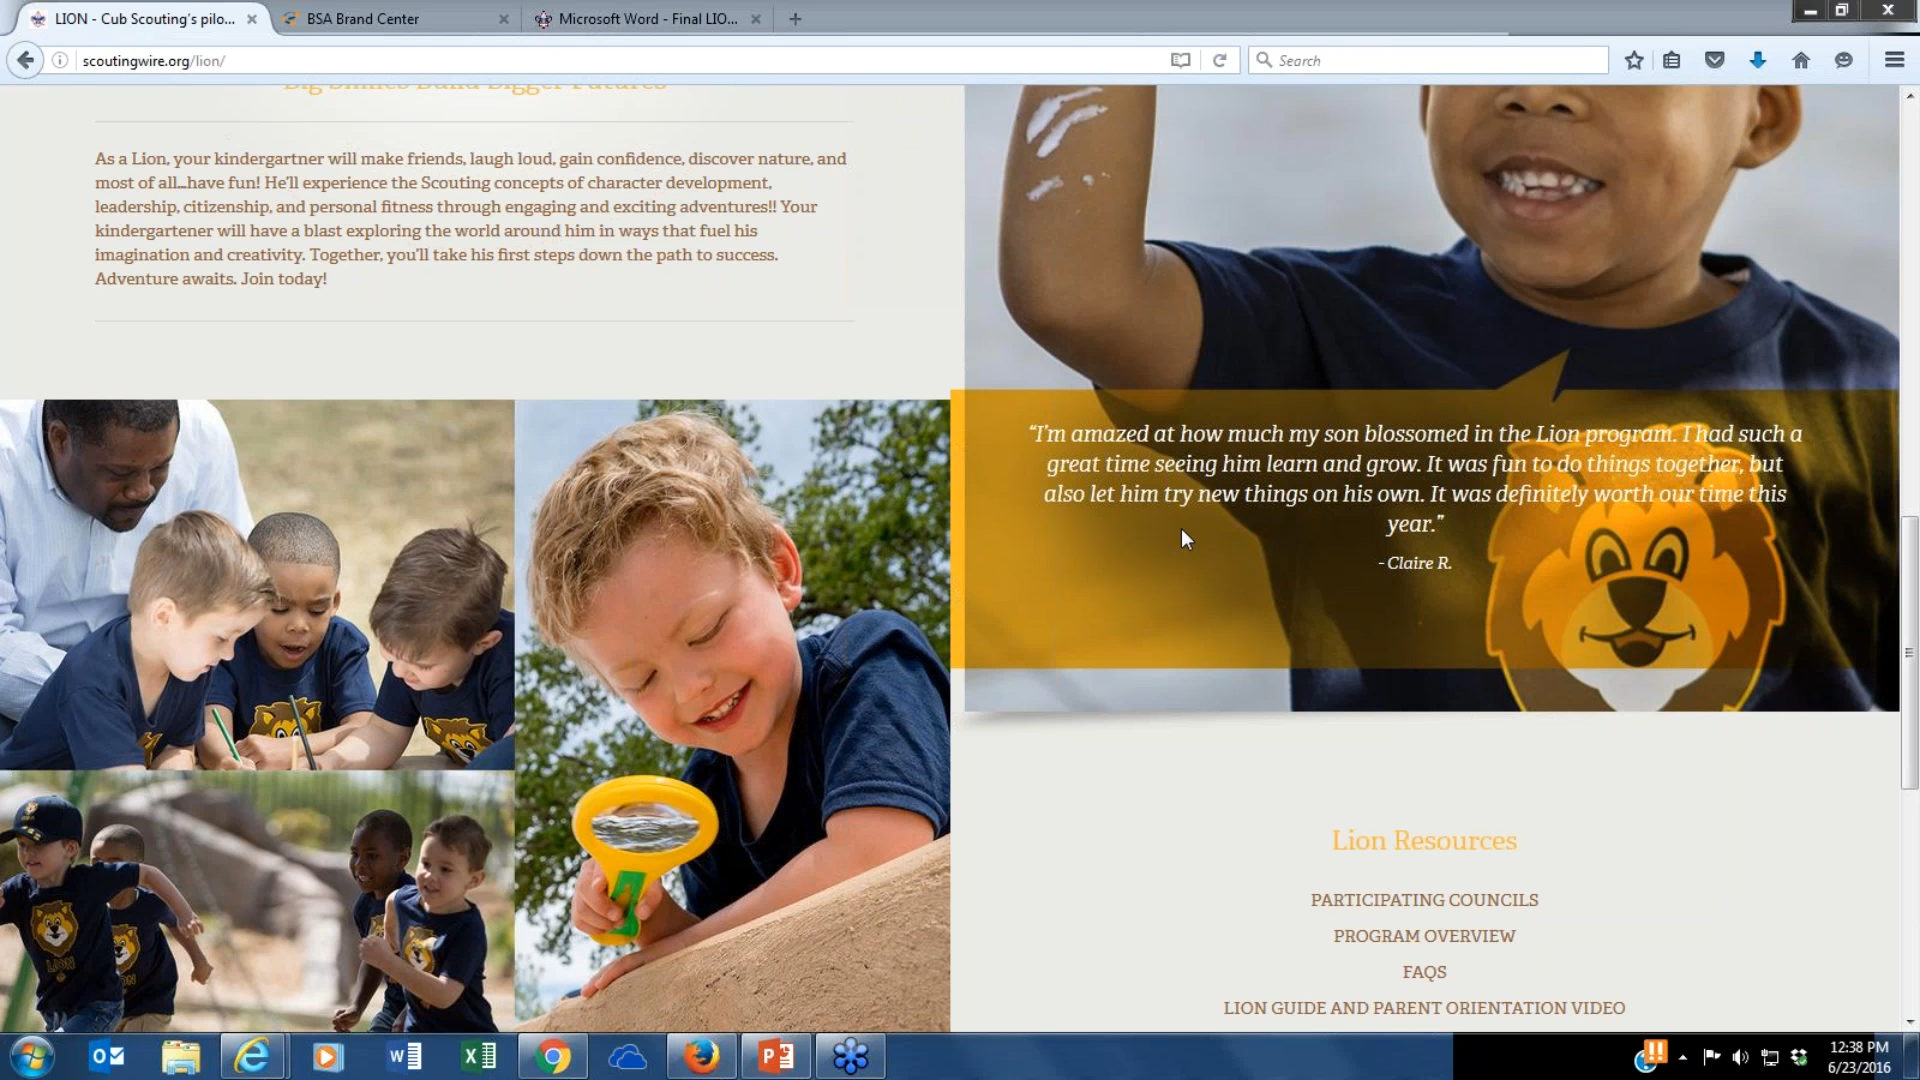 LION - Cub Scouting's pilo...
BSA Brand Center
Microsoft Word - Final LIO...
scoutingwire.org/lion/
Search
Big Smiles Build Bigger Futures
As a Lion, your kindergartner will make friends, laugh loud, gain confidence, discover nature, and
most of all...have fun! He'll experience the Scouting concepts of character development,
leadership, citizenship, and personal fitness through engaging and exciting adventures!! Your
kindergartener will have a blast exploring the world around him in ways that fuel his
imagination and creativity. Together, you'll take his first steps down the path to success.
Adventure awaits. Join today!
“I'm amazed at how much my son blossomed in the Lion program. I had such a
great time seeing him learn and grow. It was fun to do things together, but
also let him try new things on his own. It was definitely worth our time this
year.”
- Claire R.
LION
Lion Resources
PARTICIPATING COUNCILS
PROGRAM OVERVIEW
FAQS
LION GUIDE AND PARENT ORIENTATION VIDEO
12:38 PM
6/23/2016